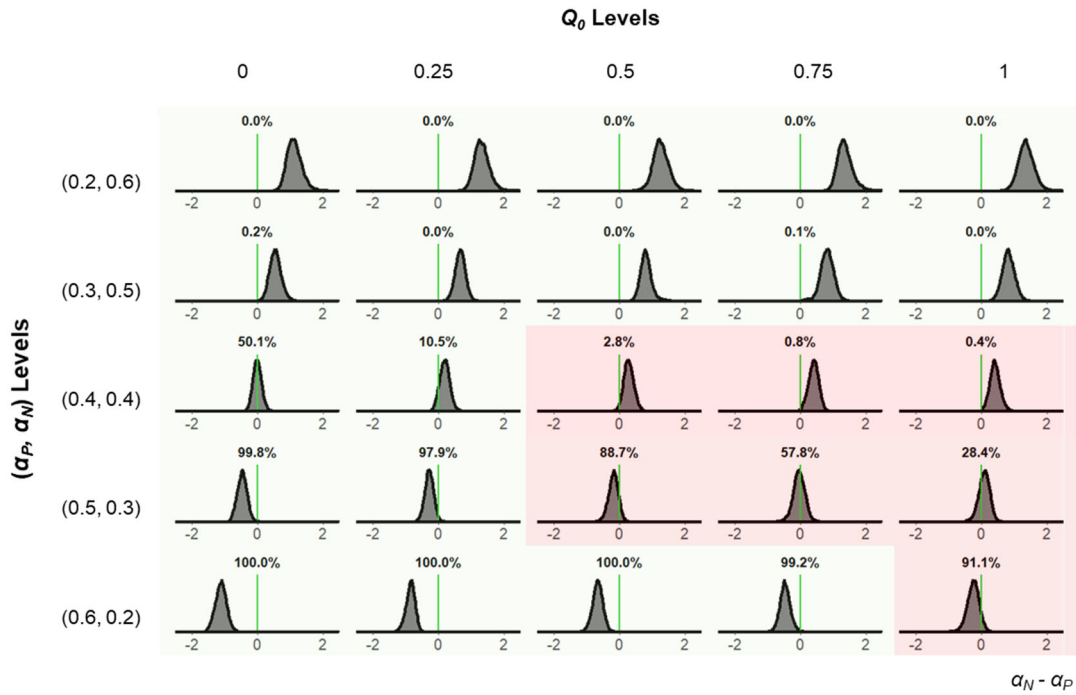 Q₀ Levels
0 0.25 0.5 0.75 1
(α_P, α_N) Levels
0.0% 0.0% 0.0% 0.0% 0.0%
(0.2, 0.6)
-2 0 2 -2 0 2 -2 0 2 -2 0 2 -2 0 2
0.2% 0.0% 0.0% 0.1% 0.0%
(0.3, 0.5)
-2 0 2 -2 0 2 -2 0 2 -2 0 2 -2 0 2
50.1% 10.5% 2.8% 0.8% 0.4%
(0.4, 0.4)
-2 0 2 -2 0 2 -2 0 2 -2 0 2 -2 0 2
99.8% 97.9% 88.7% 57.8% 28.4%
(0.5, 0.3)
-2 0 2 -2 0 2 -2 0 2 -2 0 2 -2 0 2
100.0% 100.0% 100.0% 99.2% 91.1%
(0.6, 0.2)
-2 0 2 -2 0 2 -2 0 2 -2 0 2 -2 0 2
α_N - α_P